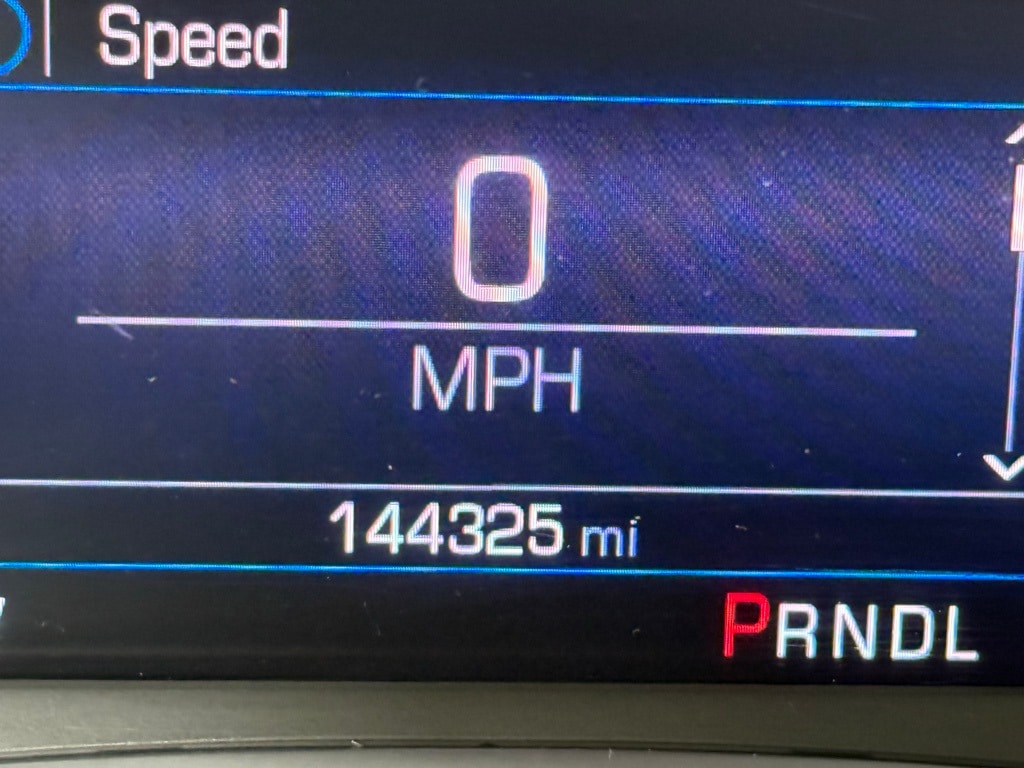 Speed
0
MPH
144325 mi
PRNDL